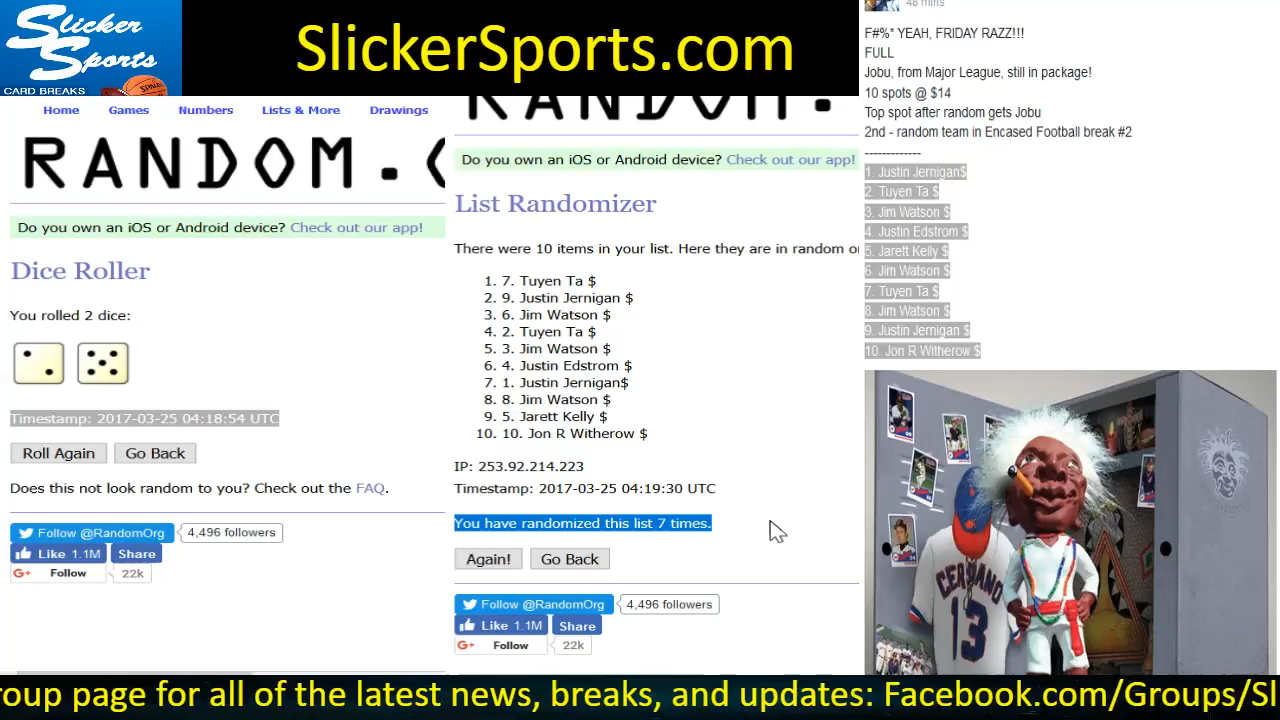 Slicker
Sports
CARD BREAKS
SlickerSports.com
Home Games Numbers Lists & More Drawings
RANDOM.
Do you own an iOS or Android device? Check out our app!
Dice Roller
You rolled 2 dice:
Timestamp: 2017-03-25 04:18:54 UTC
Roll Again Go Back
Does this not look random to you? Check out the FAQ.
Follow @RandomOrg 4,496 followers
Like 1.1M Share
G+ Follow 22k
RANDOM.
Do you own an iOS or Android device? Check out our app!
List Randomizer
There were 10 items in your list. Here they are in random
1. 7. Tuyen Ta $
2. 9. Justin Jernigan $
3. 6. Jim Watson $
4. 2. Tuyen Ta $
5. 3. Jim Watson $
6. 4. Justin Edstrom $
7. 1. Justin Jernigan$
8. 8. Jim Watson $
9. 5. Jarett Kelly $
10. 10. Jon R Witherow $
IP: 253.92.214.223
Timestamp: 2017-03-25 04:19:30 UTC
You have randomized this list 7 times.
Again! Go Back
Follow @RandomOrg 4,496 followers
Like 1.1M Share
G+ Follow 22k
48 mins
F#%* YEAH, FRIDAY RAZZ!!!
FULL
Jobu, from Major League, still in package!
10 spots @ $14
Top spot after random gets Jobu
2nd - random team in Encased Football break #2
-------------
1. Justin Jernigan$
2. Tuyen Ta $
3. Jim Watson $
4. Justin Edstrom $
5. Jarett Kelly $
6. Jim Watson $
7. Tuyen Ta $
8. Jim Watson $
9. Justin Jernigan $
10. Jon R Witherow $
13
roup page for all of the latest news, breaks, and updates: Facebook.com/Groups/Sl